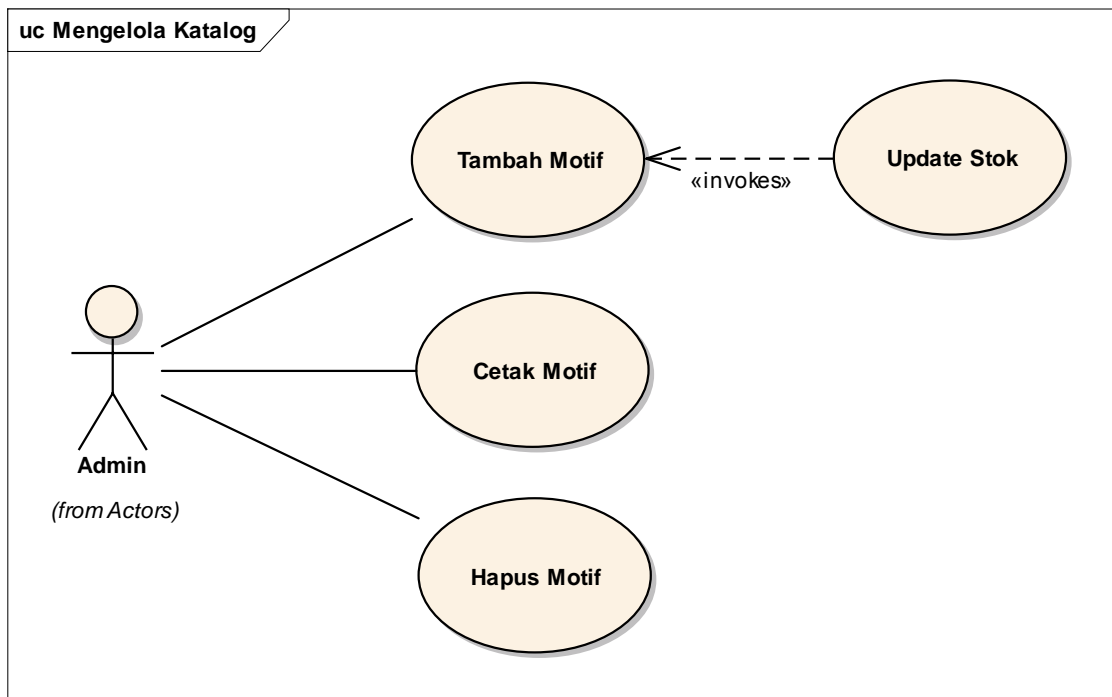 uc Mengelola Katalog
Tambah Motif
Update Stok
«invokes»
Cetak Motif
Admin
(from Actors)
Hapus Motif